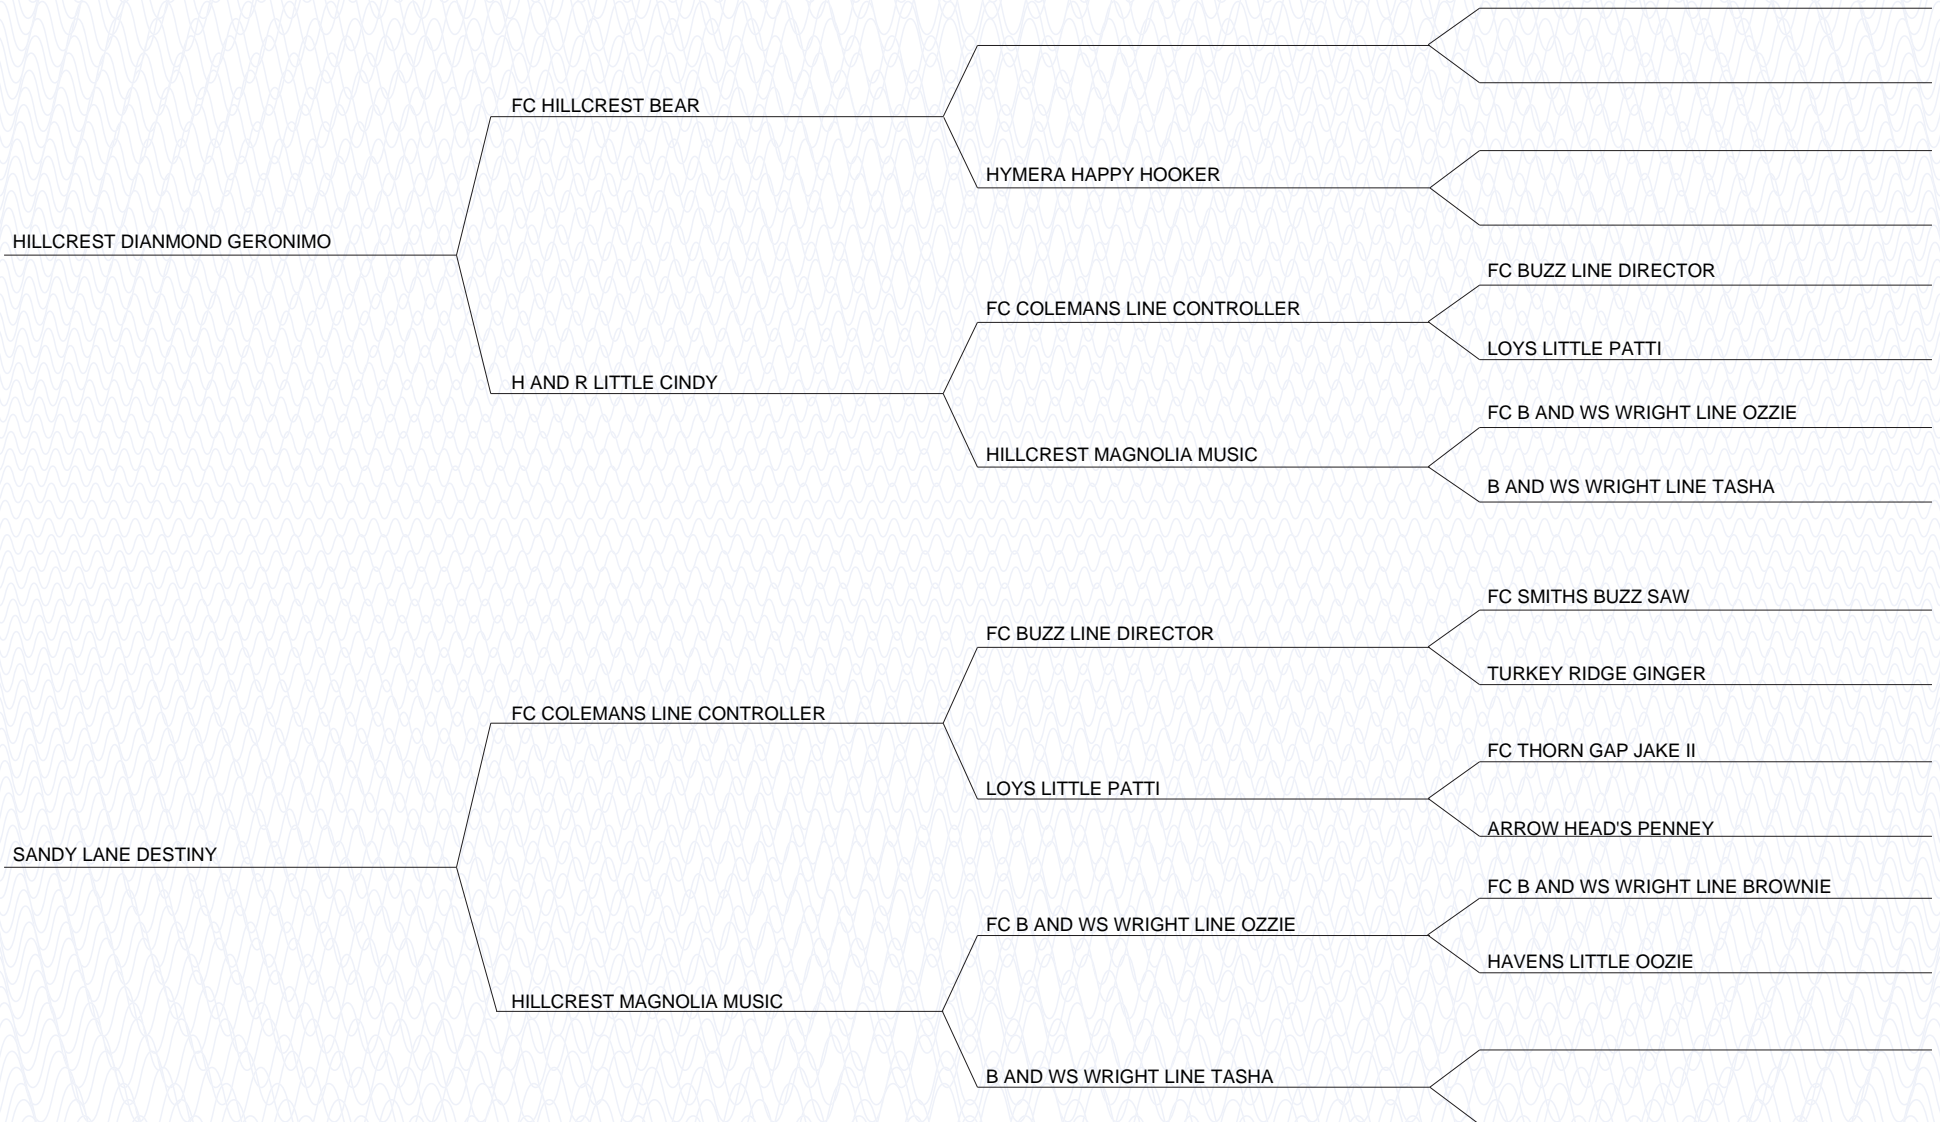 FC HILLCREST BEAR
HYMERA HAPPY HOOKER
HILLCREST DIANMOND GERONIMO
FC BUZZ LINE DIRECTOR
FC COLEMANS LINE CONTROLLER
LOYS LITTLE PATTI
H AND R LITTLE CINDY
FC B AND WS WRIGHT LINE OZZIE
HILLCREST MAGNOLIA MUSIC
B AND WS WRIGHT LINE TASHA
FC SMITHS BUZZ SAW
FC BUZZ LINE DIRECTOR
TURKEY RIDGE GINGER
FC COLEMANS LINE CONTROLLER
FC THORN GAP JAKE II
LOYS LITTLE PATTI
ARROW HEAD'S PENNEY
SANDY LANE DESTINY
FC B AND WS WRIGHT LINE BROWNIE
FC B AND WS WRIGHT LINE OZZIE
HAVENS LITTLE OOZIE
HILLCREST MAGNOLIA MUSIC
B AND WS WRIGHT LINE TASHA